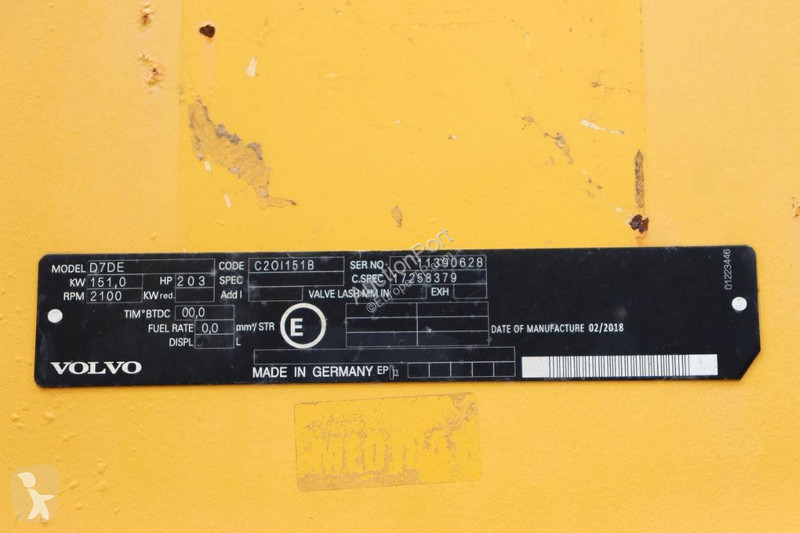 MODEL D7DE CODE C20I151B SER NO 11390628
KW 151,0 HP 203 SPEC C.SPEC 17258379
RPM 2100 KW red. Add I VALVE LASH MM IN EXH
TIM°BTDC 00,0
FUEL RATE 0,0 mm³/STR
DISPL L
E
DATE OF MANUFACTURE 02/2018
VOLVO
MADE IN GERMANY EP
01223446
AuctionPort